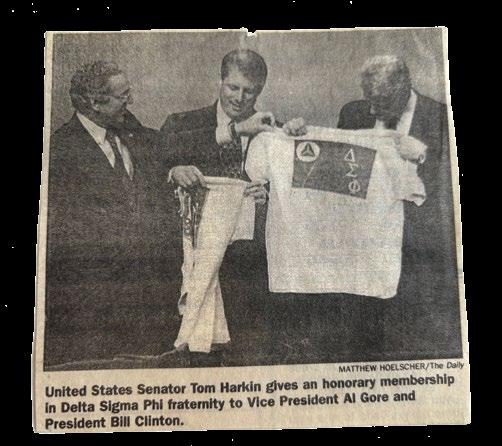 ΔΣΦ
MATTHEW HOELSCHER/The Daily
United States Senator Tom Harkin gives an honorary membership
in Delta Sigma Phi fraternity to Vice President Al Gore and
President Bill Clinton.